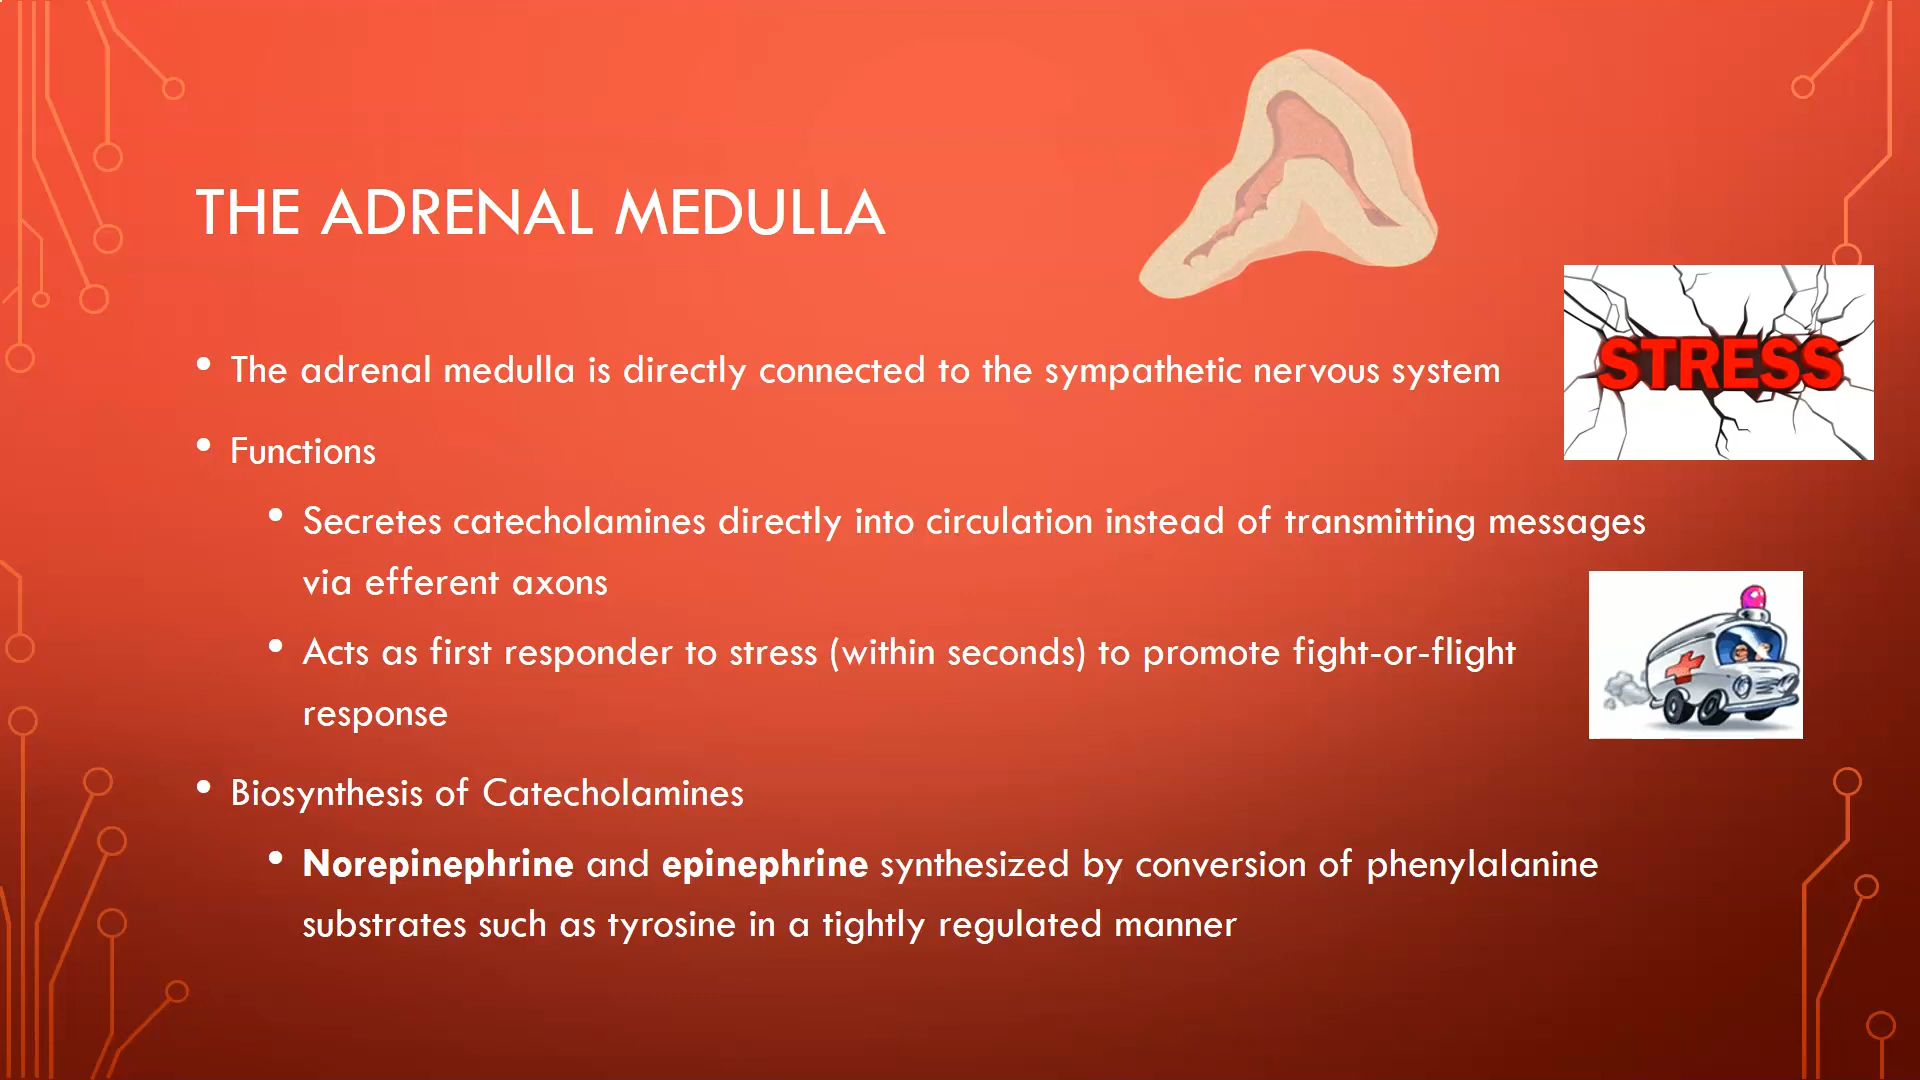 THE ADRENAL MEDULLA
• The adrenal medulla is directly connected to the sympathetic nervous system
STRESS
• Functions
• Secretes catecholamines directly into circulation instead of transmitting messages
via efferent axons
• Acts as first responder to stress (within seconds) to promote fight-or-flight
response
• Biosynthesis of Catecholamines
• Norepinephrine and epinephrine synthesized by conversion of phenylalanine
substrates such as tyrosine in a tightly regulated manner